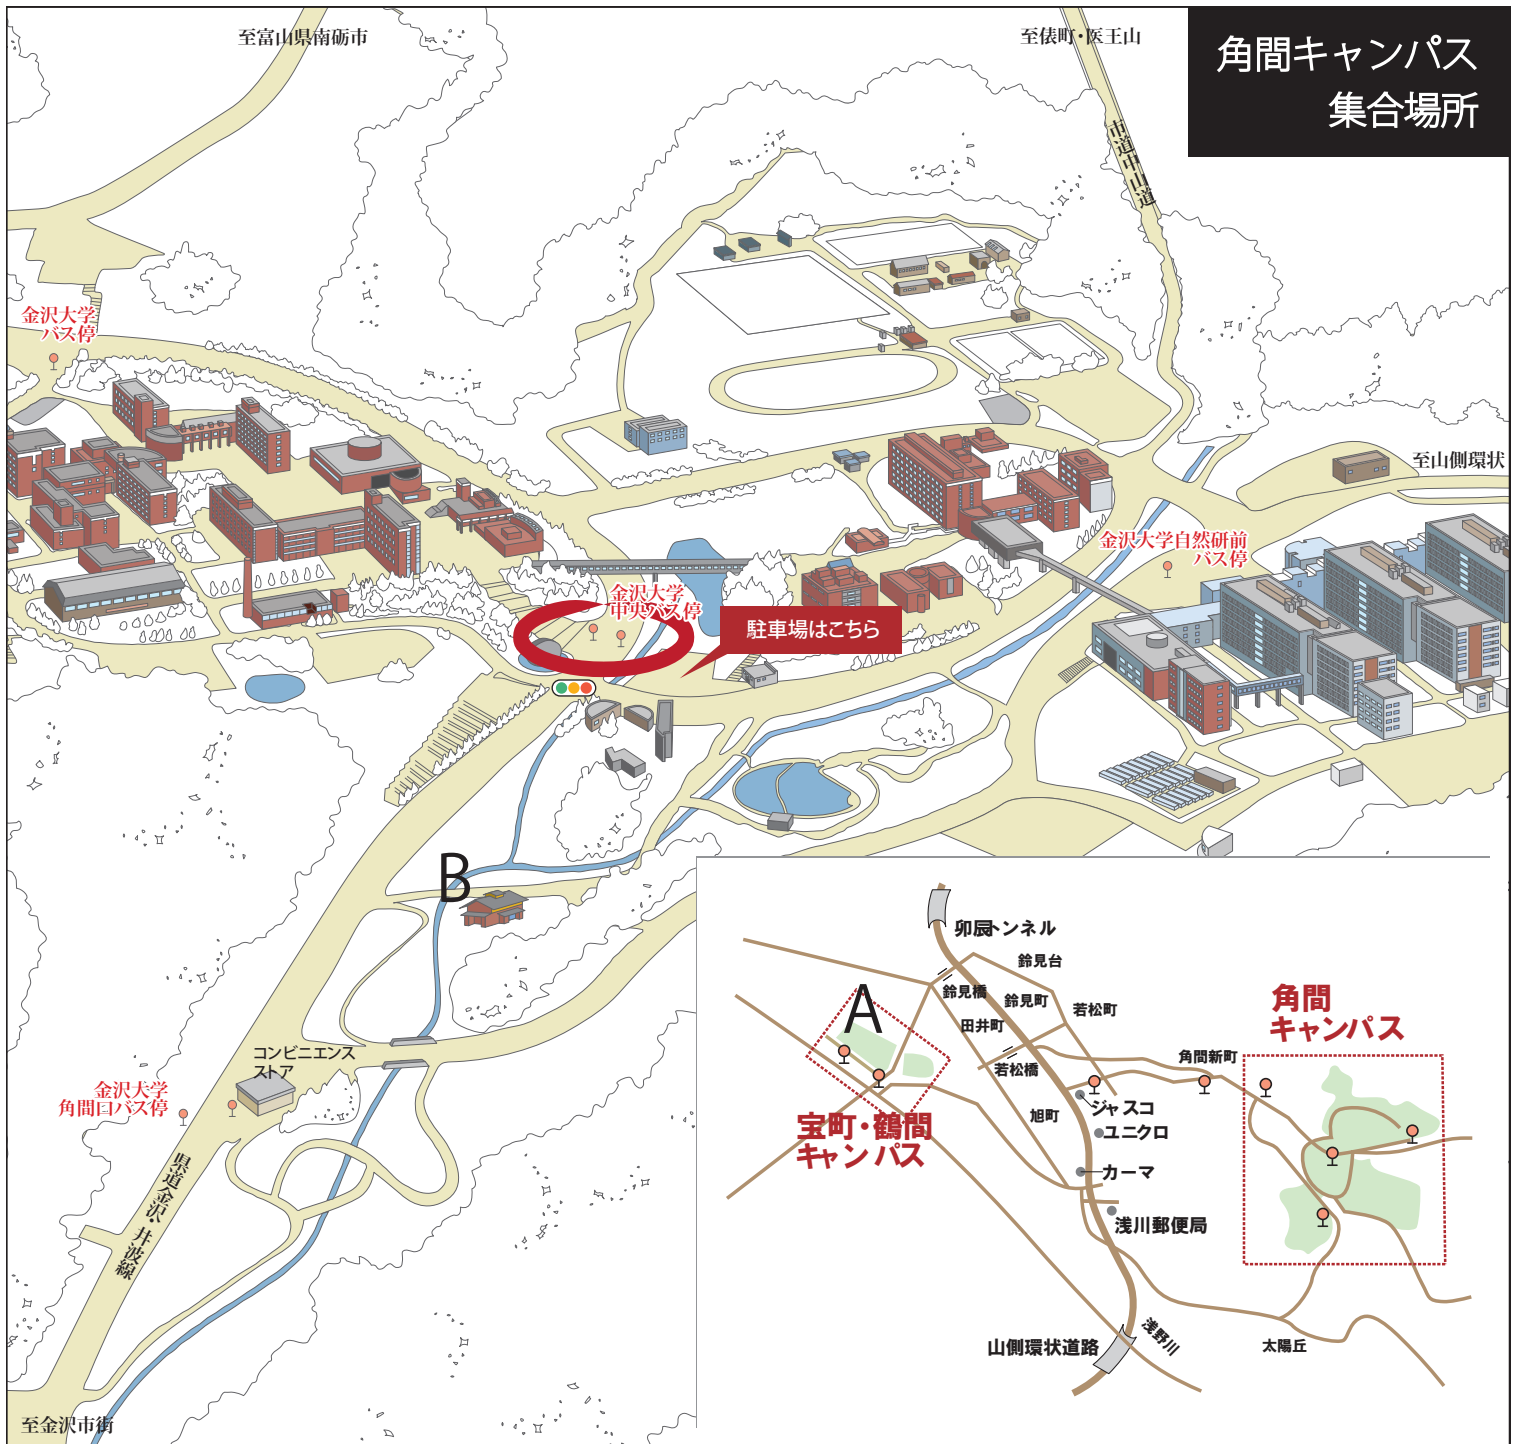 至富山県南砺市
至俵町・医王山
角間キャンパス
集合場所
市道中山道
金沢大学
バス停
至山側環状
金沢大学自然研前
バス停
金沢大学
中央バス停
駐車場はこちら
B
コンビニエンス
ストア
金沢大学
角間口バス停
県道金沢・井波線
至金沢市街
卯辰トンネル
鈴見台
鈴見橋
鈴見町
若松町
田井町
A
角間
キャンパス
角間新町
若松橋
旭町
ジャスコ
ユニクロ
宝町・鶴間
キャンパス
カーマ
浅川郵便局
山側環状道路
浅野川
太陽丘